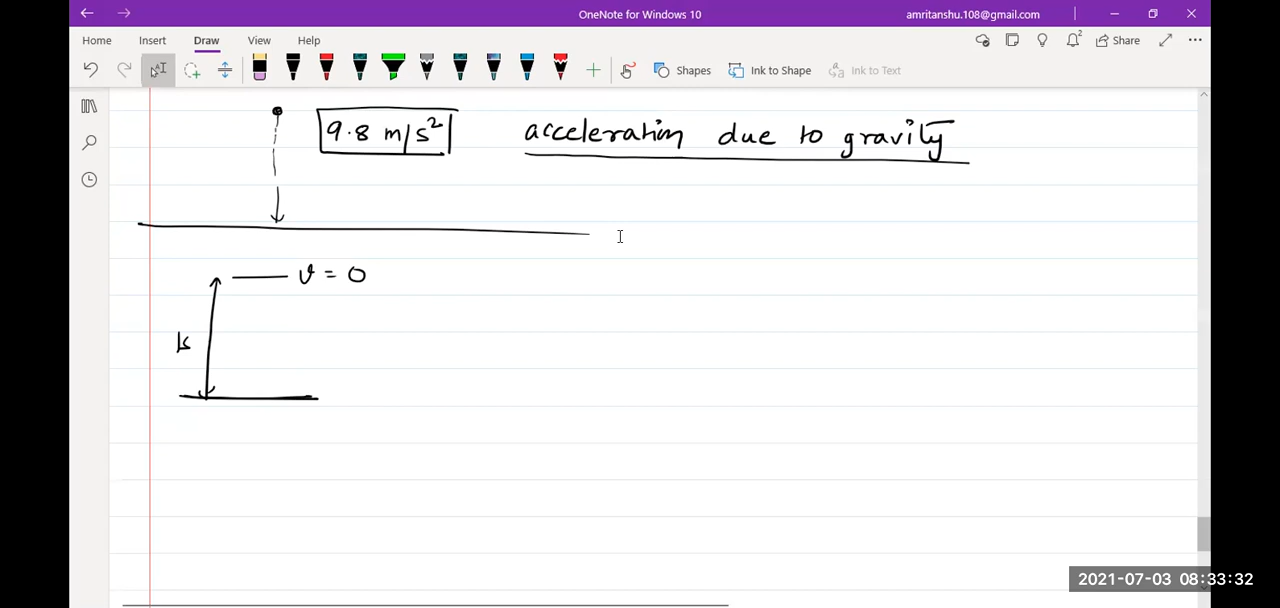 OneNote for Windows 10
amritanshu.108@gmail.com
Home Insert Draw View Help
2 Share
Shapes Ink to Shape Ink to Text
9.8 m/s² acceleration due to gravity
v = 0
2021-07-03 08:33:32